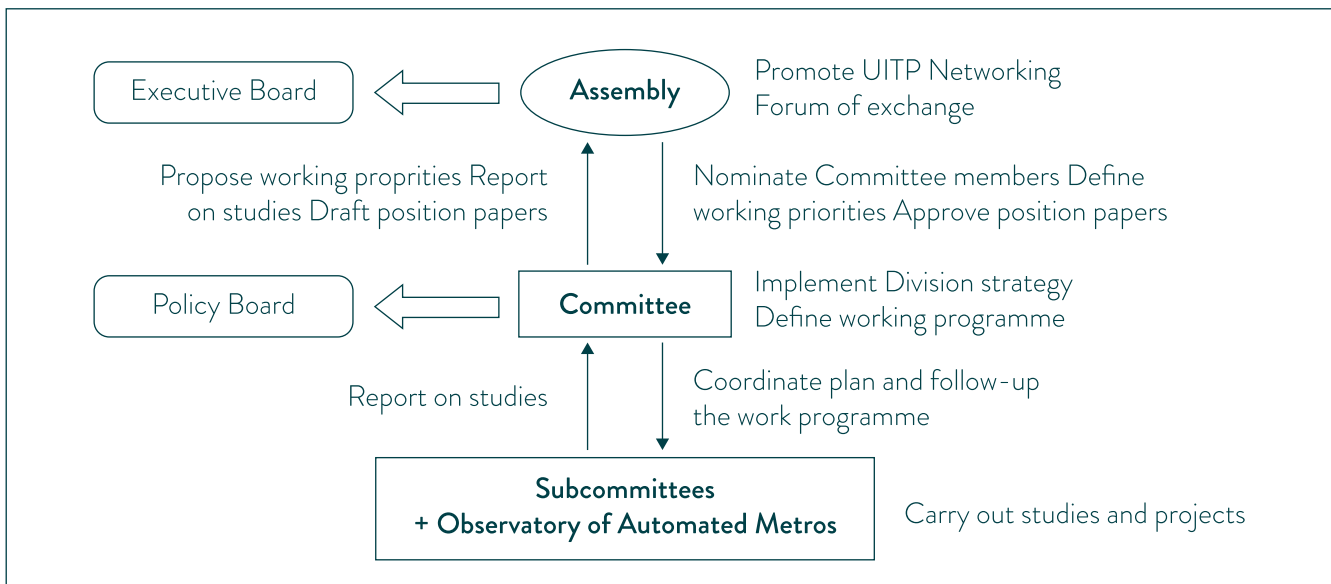 Executive Board
Assembly
Promote UITP Networking
Forum of exchange
Propose working proprities Report
on studies Draft position papers
Nominate Committee members Define
working priorities Approve position papers
Policy Board
Committee
Implement Division strategy
Define working programme
Report on studies
Coordinate plan and follow-up
the work programme
Subcommittees
+ Observatory of Automated Metros
Carry out studies and projects